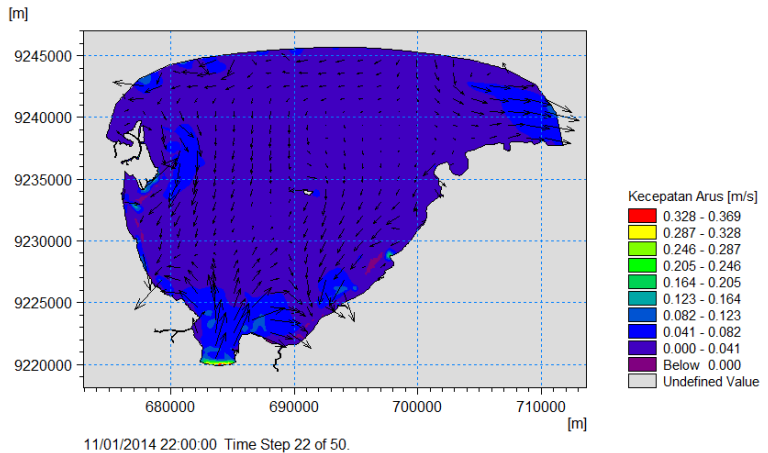 [m]
9245000
9240000
9235000
9230000
9225000
9220000
680000 690000 700000 710000
[m]
Kecepatan Arus [m/s]
0.328 - 0.369
0.287 - 0.328
0.246 - 0.287
0.205 - 0.246
0.164 - 0.205
0.123 - 0.164
0.082 - 0.123
0.041 - 0.082
0.000 - 0.041
Below 0.000
Undefined Value
11/01/2014 22:00:00 Time Step 22 of 50.